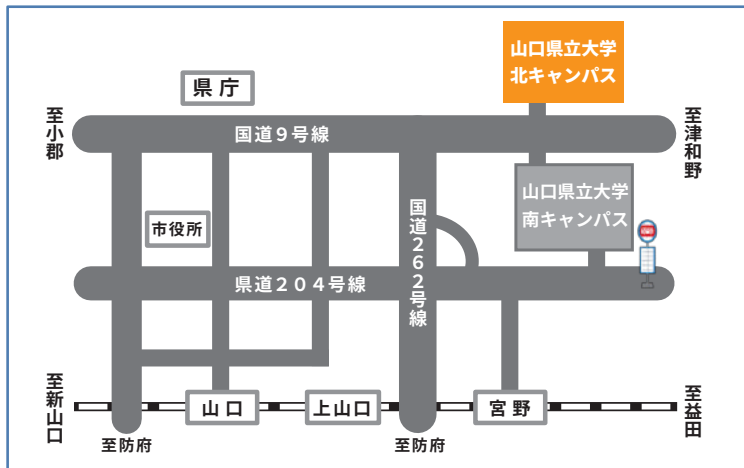 山口県立大学
北キャンパス
県庁
至小郡
至津和野
国道9号線
山口県立大学
南キャンパス
市役所
国道262号線
県道204号線
至新山口
山口
上山口
宮野
至益田
至防府
至防府